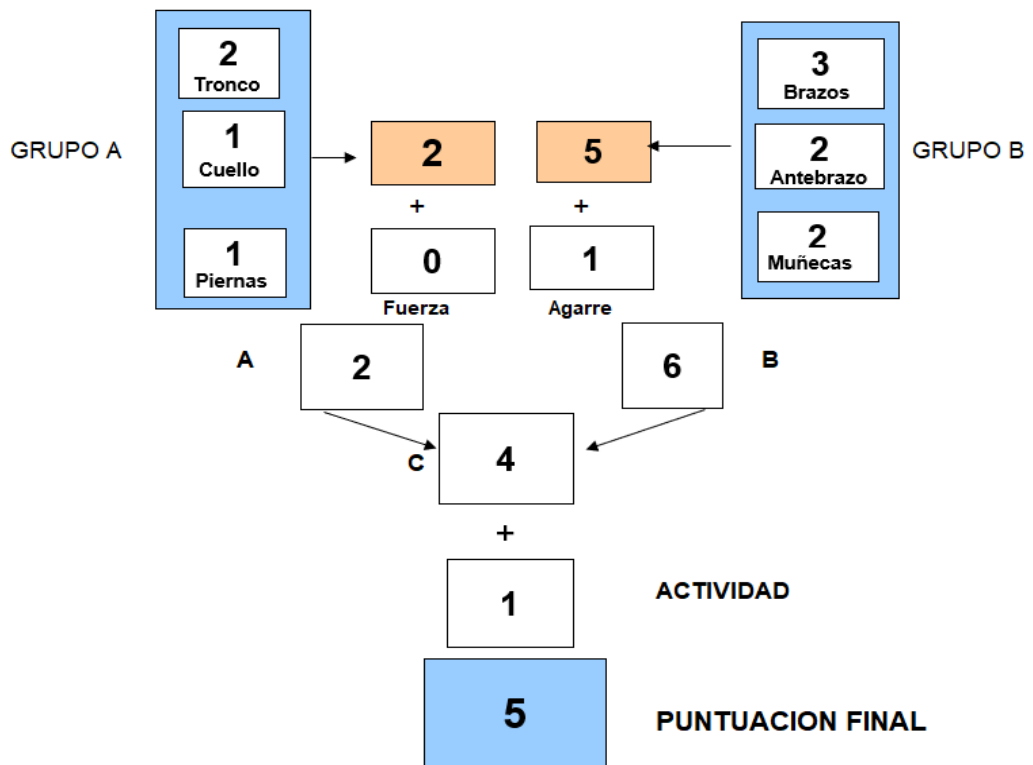 2
Tronco
1
Cuello
1
Piernas
GRUPO A
2
+
0
Fuerza
5
+
1
Agarre
3
Brazos
2
Antebrazo
2
Muñecas
GRUPO B
A
2
6
B
C
4
+
1
ACTIVIDAD
5
PUNTUACION FINAL